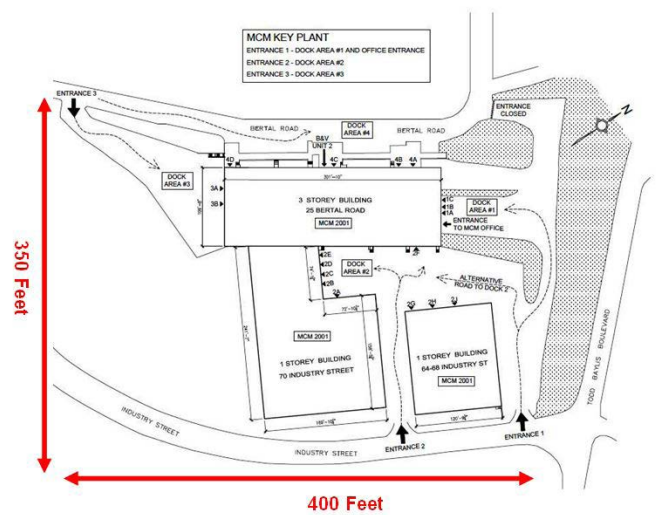 MCM KEY PLANT
ENTRANCE 1 - DOCK AREA #1 AND OFFICE ENTRANCE
ENTRANCE 2 - DOCK AREA #2
ENTRANCE 3 - DOCK AREA #3
ENTRANCE 3
ENTRANCE
CLOSED
N
BERTAL ROAD
DOCK
AREA #4
BERTAL ROAD
B&V
UNIT 2
4D
4C
4B
4A
DOCK
AREA #3
3A
3B
3 STOREY BUILDING
25 BERTAL ROAD
MCM 2001
1C
1B
1A
DOCK
AREA #1
ENTRANCE
TO MCM OFFICE
2E
2D
2C
2B
2A
DOCK
AREA #2
ALTERNATIVE
ROAD TO DOCK 2
2G
2H
MCM 2001
1 STOREY BUILDING
70 INDUSTRY STREET
1 STOREY BUILDING
64-68 INDUSTRY ST
MCM 2001
TODD BAYLIS BOULEVARD
INDUSTRY STREET
INDUSTRY STREET
ENTRANCE 2
ENTRANCE 1
350 Feet
400 Feet